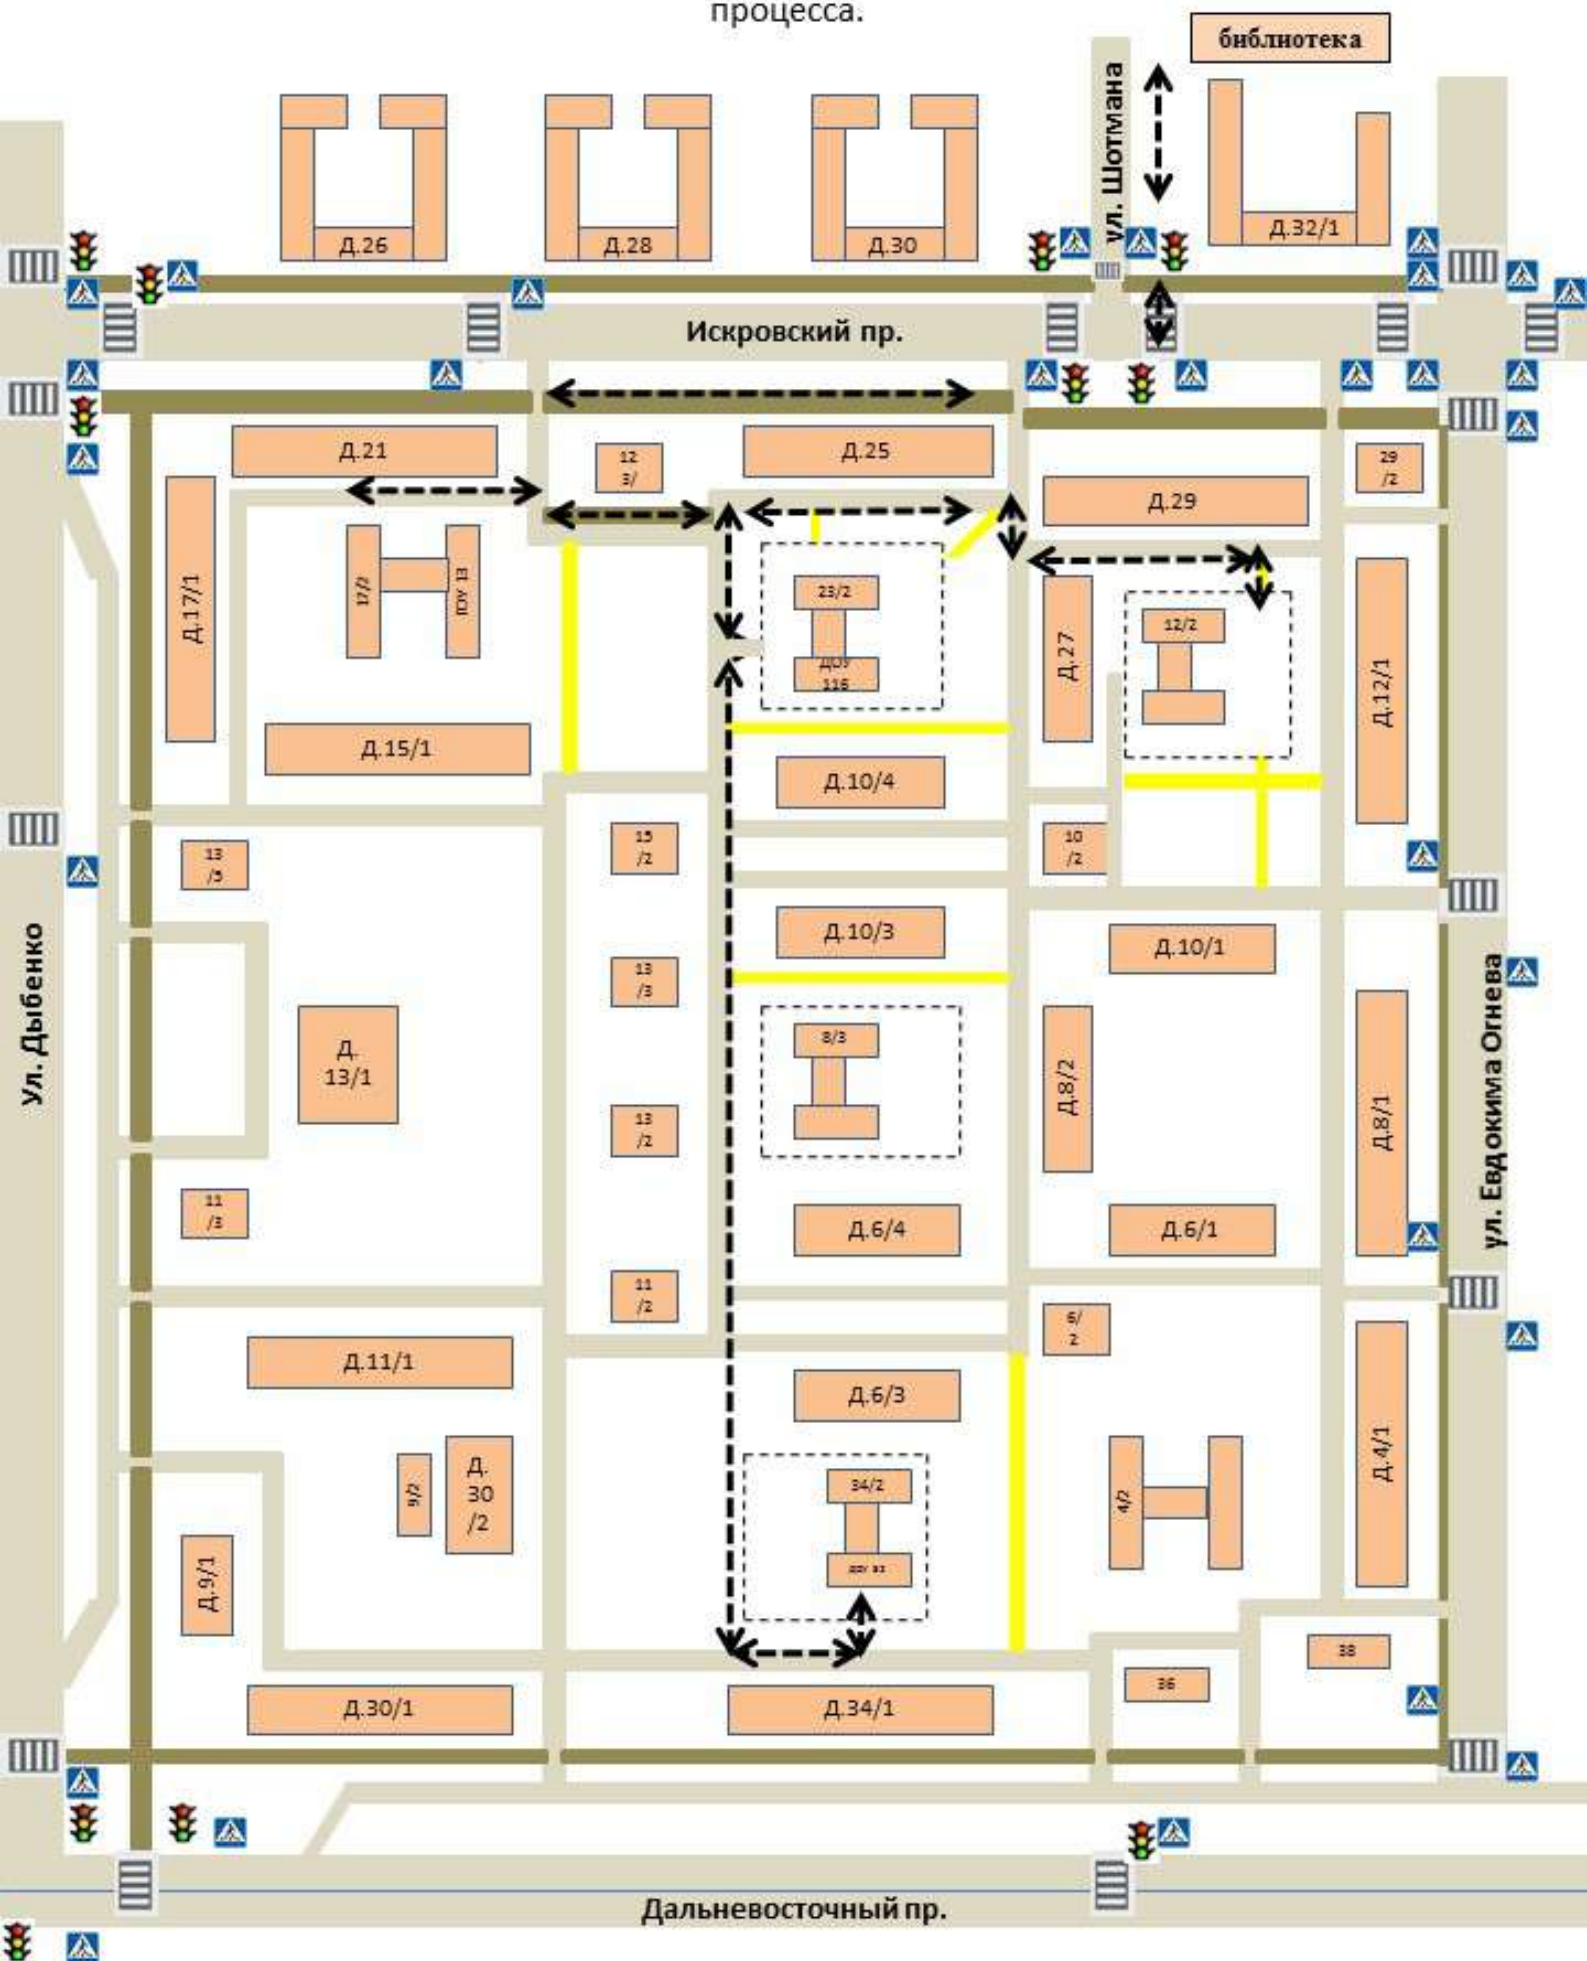 процесса.
библиотека
ул. Шотмана
Д.26
Д.28
Д.30
Д.32/1
Искровский пр.
Д.21
12
3/
Д.25
29
/2
Д.29
Д.17/1
17/2
23/2
ДОУ
116
Д.27
12/2
Д.12/1
Д.15/1
Д.10/4
13
/5
15
/2
10
/2
Д.10/3
Д.10/1
Ул. Дыбенко
ул. Евдокима Огнева
13
/3
Д.
13/1
8/3
Д.8/2
Д.8/1
13
/2
11
/3
Д.6/4
Д.6/1
11
/2
6/
2
Д.11/1
Д.6/3
Д.4/1
9/2
Д.
30
/2
34/2
4/2
Д.9/1
38
36
Д.30/1
Д.34/1
Дальневосточный пр.